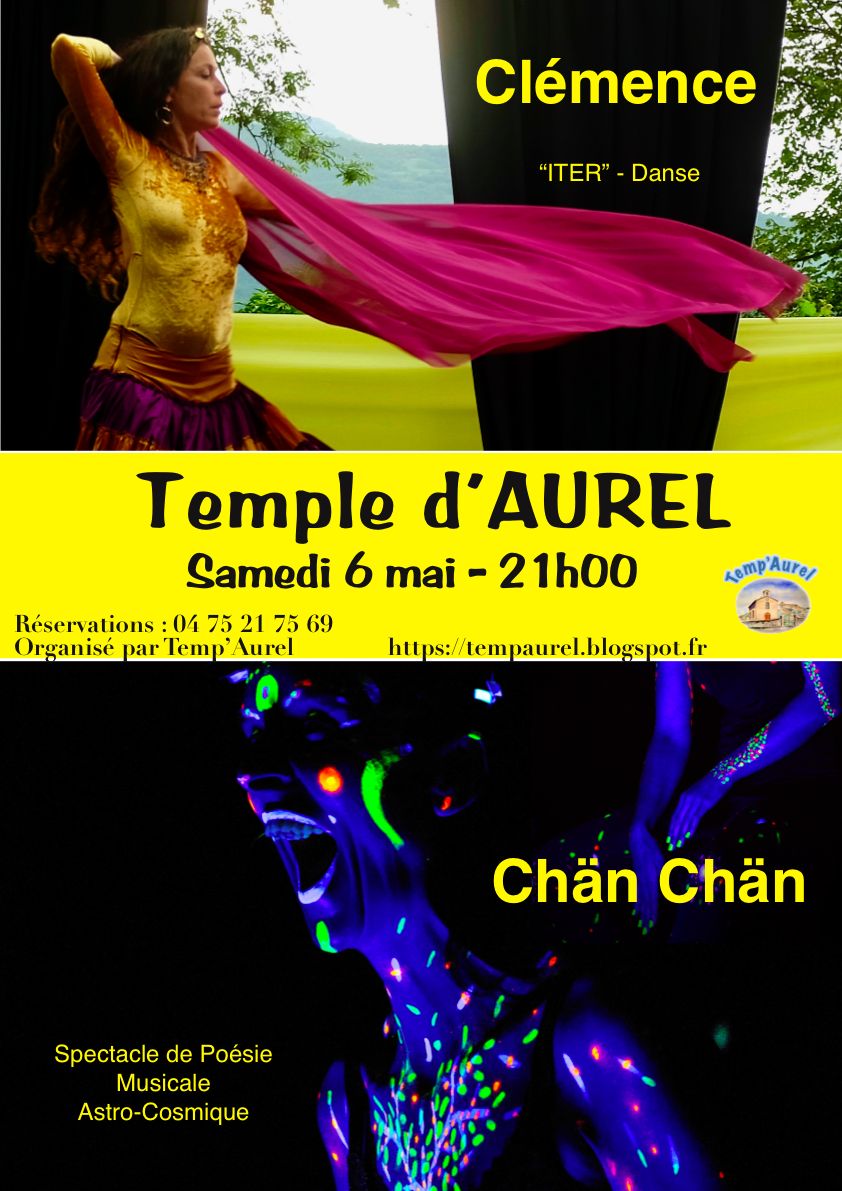 Clémence
“ITER” - Danse
Temple d’AUREL
Samedi 6 mai - 21h00
Temp’Aurel
Réservations : 04 75 21 75 69
Organisé par Temp’Aurel
https://tempaurel.blogspot.fr
Chän Chän
Spectacle de Poésie
Musicale
Astro-Cosmique